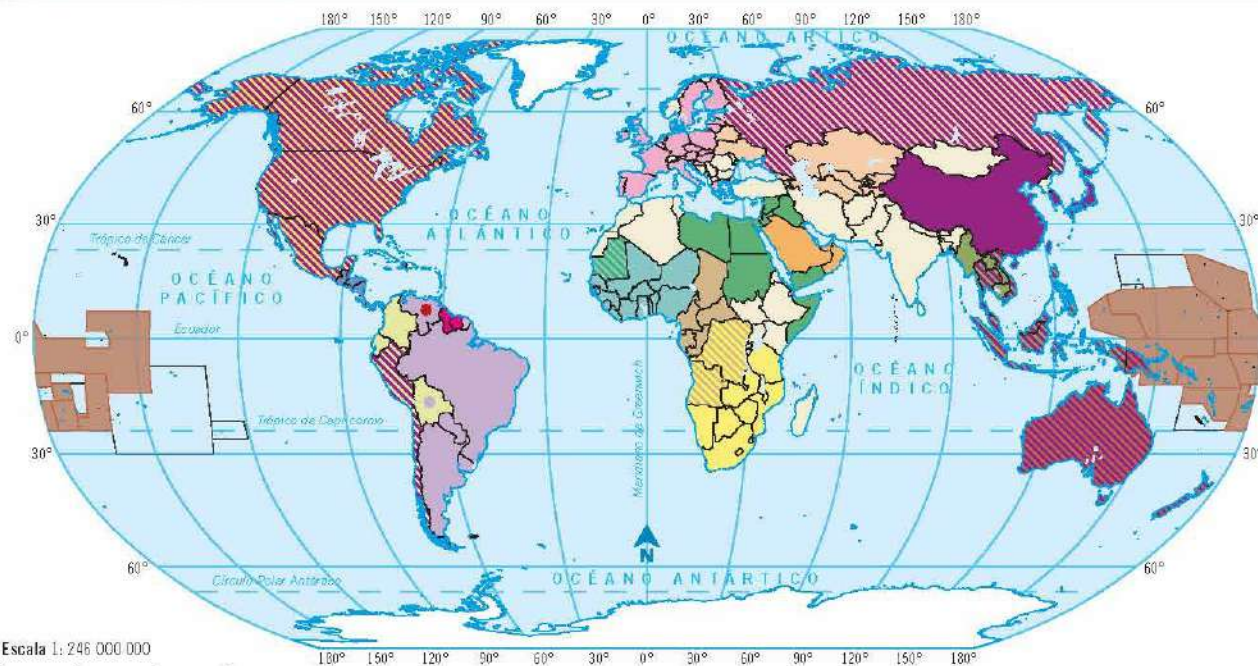 180° 150° 120° 90° 60° 30° 0° 30° 60° 90° 120° 150° 180°
OCÉANO ÁRTICO
60° 60°
30° 30°
OCÉANO
ATLÁNTICO
Trópico de Cáncer
OCÉANO
PACÍFICO
Ecuador
0° 0°
OCÉANO
ÍNDICO
Meridiano de Greenwich
Trópico de Capricornio
30° 30°
N
60° 60°
Círculo Polar Antártico
OCÉANO ANTÁRTICO
Escala 1: 246 000 000
180° 150° 120° 90° 60° 30° 0° 30° 60° 90° 120° 150° 180°